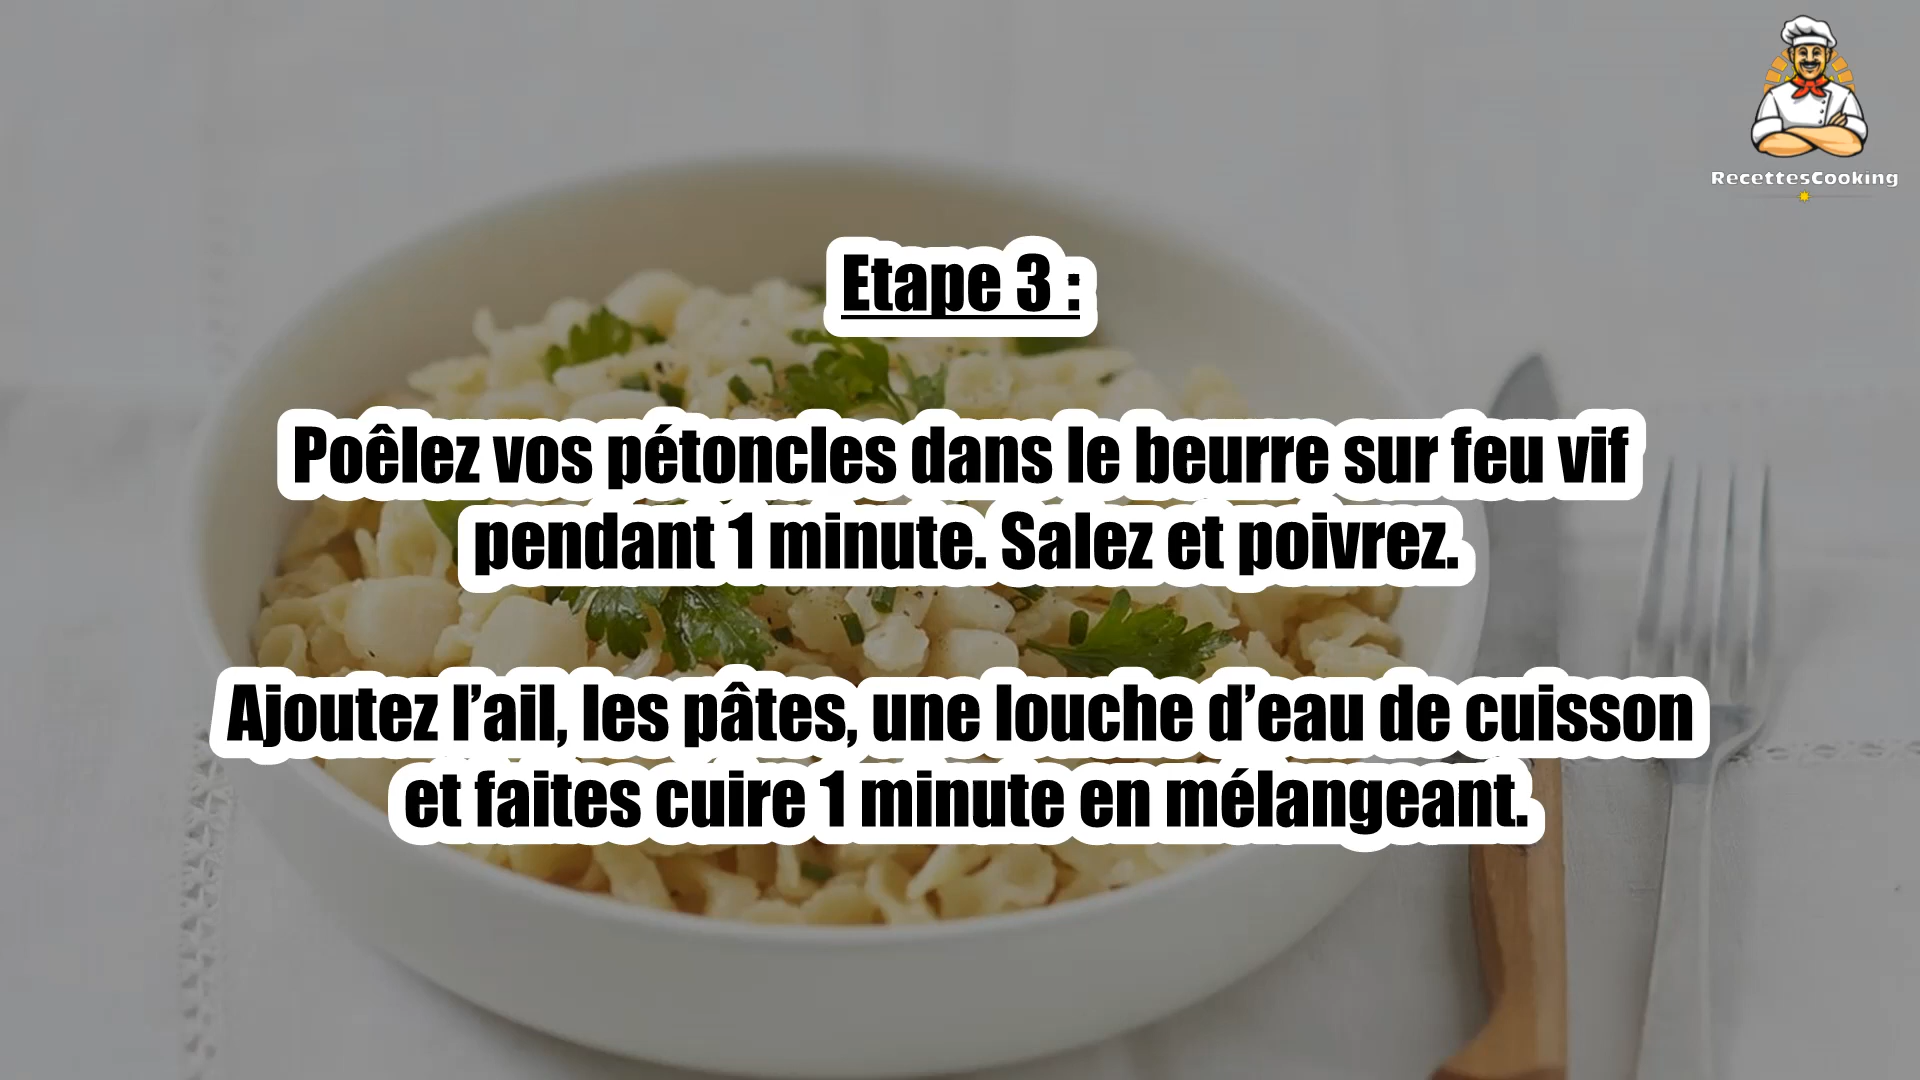 RecettesCooking
Etape 3 :
Poêlez vos pétoncles dans le beurre sur feu vif
pendant 1 minute. Salez et poivrez.
Ajoutez l’ail, les pâtes, une louche d’eau de cuisson
et faites cuire 1 minute en mélangeant.